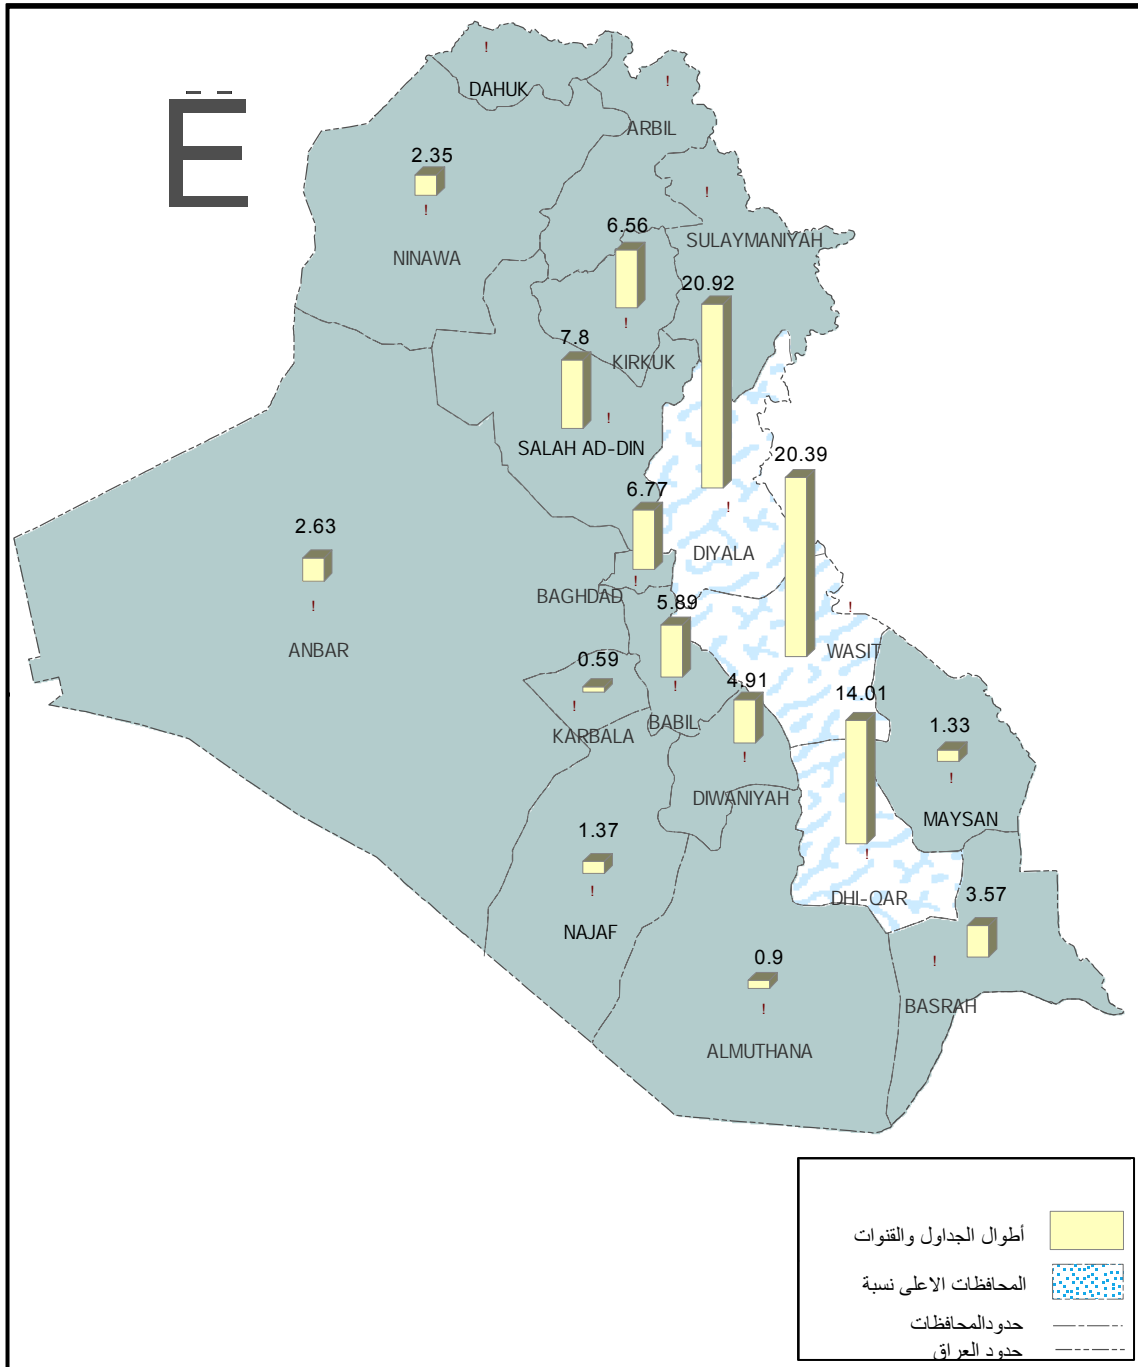 DAHUK
Ë
ARBIL
2.35
!
NINAWA
6.56
!
SULAYMANIYAH
20.92
7.8
KIRKUK
!
SALAH AD-DIN
20.39
6.77
!
2.63
!
DIYALA
BAGHDAD
!
5.89
!
ANBAR
WASIT
!
0.59
!
4.91
!
14.01
!
BABIL
KARBALA
1.33
!
DIWANIYAH
MAYSAN
1.37
!
DHI-QAR
3.57
!
NAJAF
0.9
!
BASRAH
ALMUTHANA
أطوال الجداول والقنوات
المحافظات الاعلى نسبة
حدودالمحافظات
حدود العراق